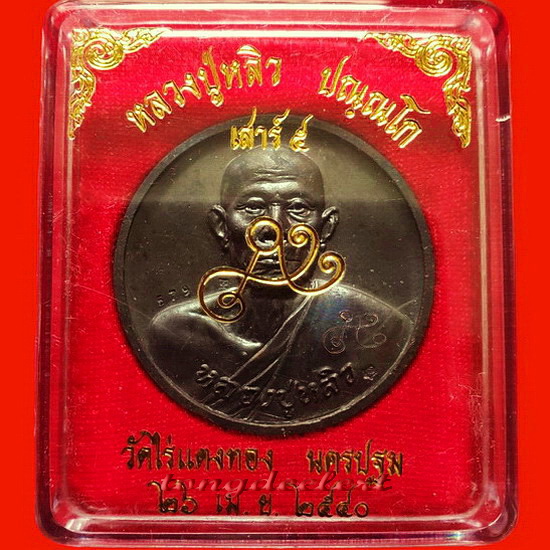 หลวงปู่หลิว ปณฺณโก
เสาร์ ๕
หลวงปู่หลิว
วัดไร่แตงทอง นครปฐม
๒๖ เม.ย. ๒๕๔๐